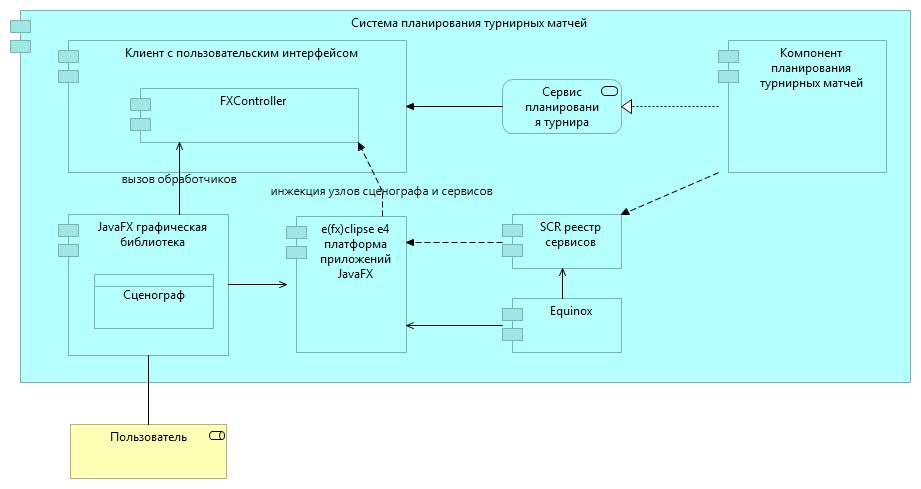 Система планирования турнирных матчей
Клиент с пользовательским интерфейсом
FXController
Сервис
планировани
я турнира
Компонент
планирования
турнирных матчей
вызов обработчиков
инжекция узлов сценографа и сервисов
JavaFX графическая
библиотека
Сценограф
e(fx)clipse e4
платформа
приложений
JavaFX
SCR реестр
сервисов
Equinox
Пользователь